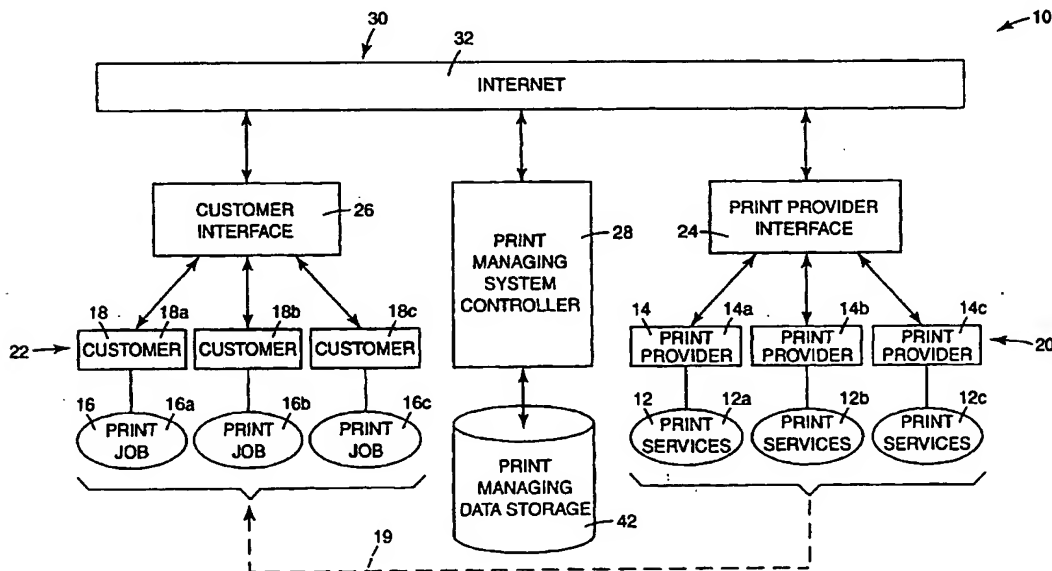 10
30
32
INTERNET
CUSTOMER
INTERFACE
26
PRINT
MANAGING
SYSTEM
CONTROLLER
28
PRINT PROVIDER
INTERFACE
24
22
18
18a
CUSTOMER
18b
CUSTOMER
18c
CUSTOMER
14
14a
PRINT
PROVIDER
14b
PRINT
PROVIDER
14c
PRINT
PROVIDER
20
16
16a
PRINT
JOB
16b
PRINT
JOB
16c
PRINT
JOB
PRINT
MANAGING
DATA STORAGE
42
12
12a
PRINT
SERVICES
12b
PRINT
SERVICES
12c
PRINT
SERVICES
19